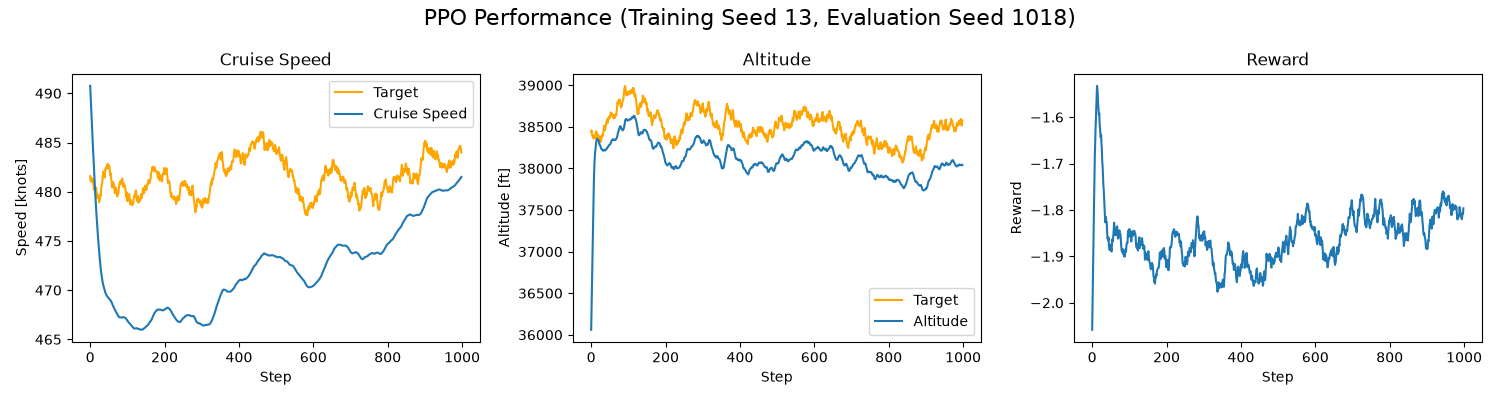 PPO Performance (Training Seed 13, Evaluation Seed 1018)
Cruise Speed
Speed [knots]
490
485
480
475
470
465
Target
Cruise Speed
0 200 400 600 800 1000
Step
Altitude
Altitude [ft]
39000
38500
38000
37500
37000
36500
36000
Target
Altitude
0 200 400 600 800 1000
Step
Reward
Reward
−1.6
−1.7
−1.8
−1.9
−2.0
0 200 400 600 800 1000
Step